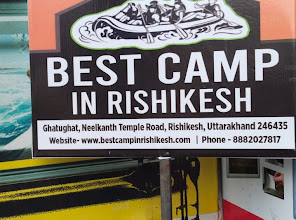 BEST CAMP
IN RISHIKESH
Ghatughat, Neelkanth Temple Road, Rishikesh, Uttarakhand 246435
Website- www.bestcampinrishikesh.com | Phone - 8882027817